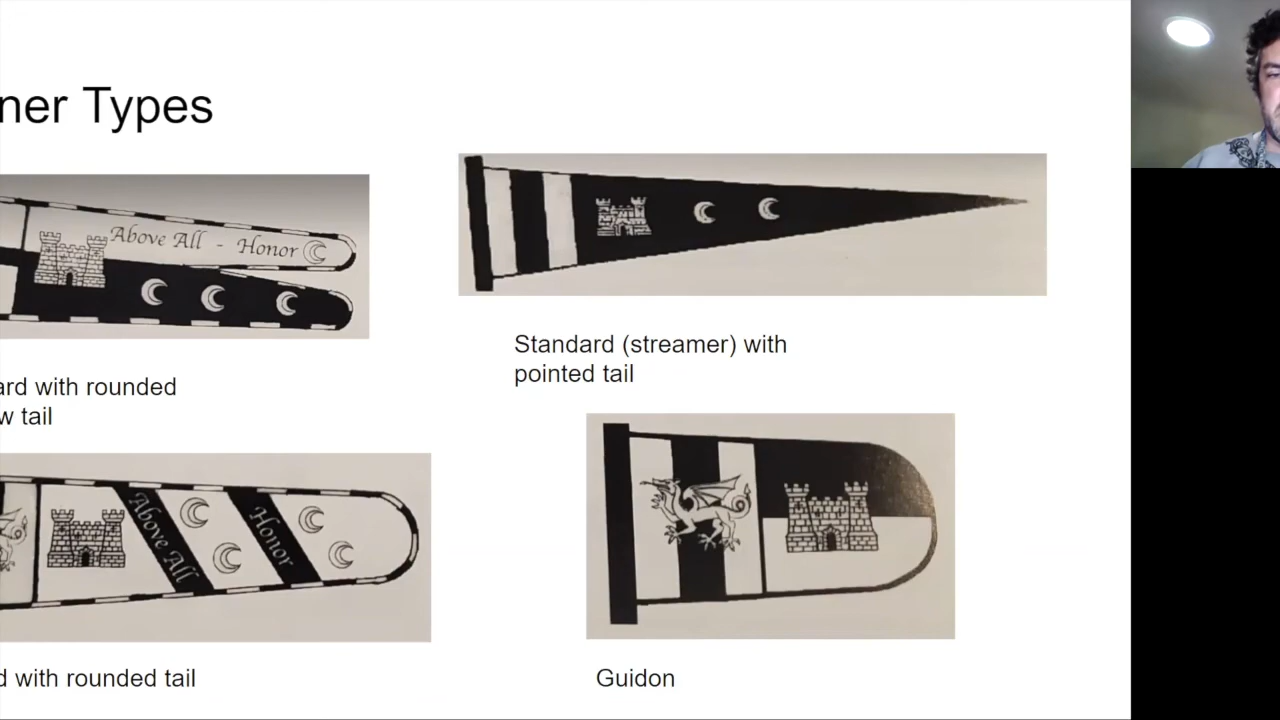 ner Types
Above All - Honor
Standard (streamer) with
pointed tail
ard with rounded
w tail
Above All
Honor
d with rounded tail
Guidon